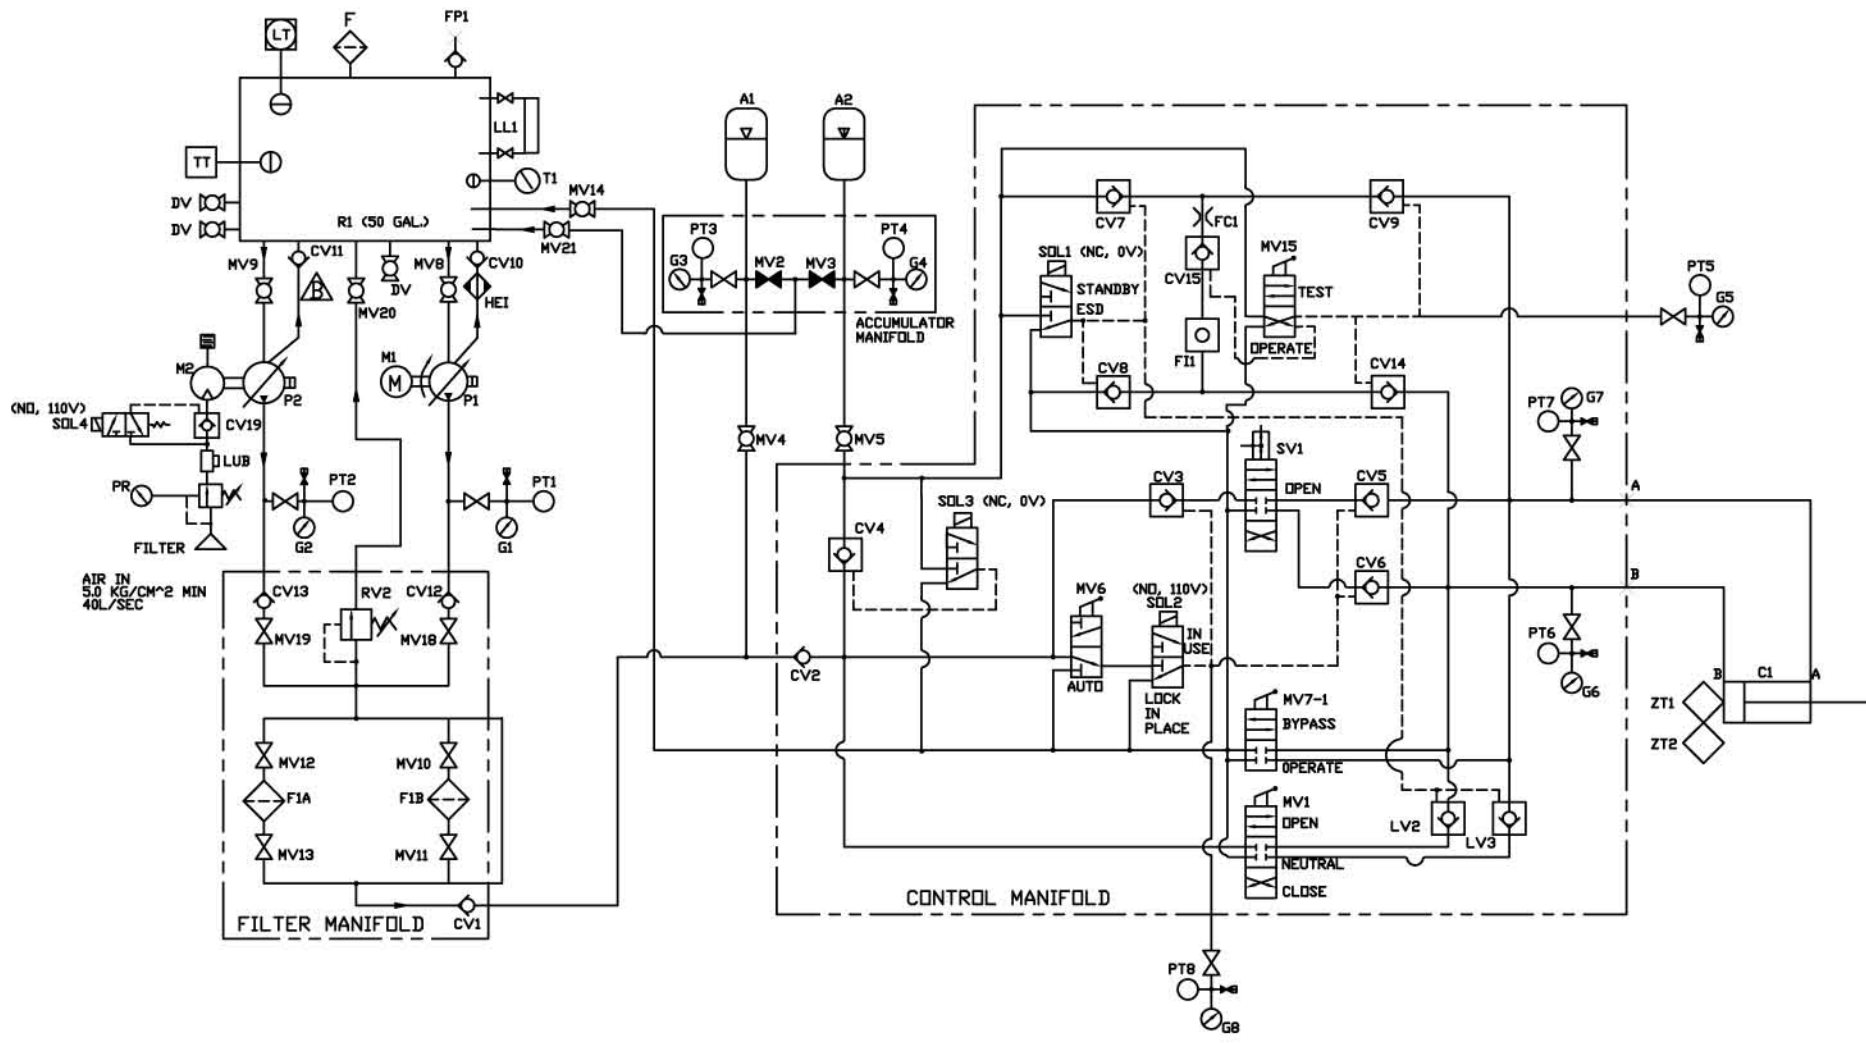 LT
F
FP1
LL1
TT
T1
DV
DV
R1 (50 GAL.)
MV14
MV21
MV9
CV11
B
MV20
DV
MV8
CV10
HEI
M2
P2
M1
M
P1
(NO, 110V)
SOL4
CV19
LUB
PR
FILTER
AIR IN
5.0 KG/CM^2 MIN
40L/SEC
PT2
G2
PT1
G1
CV13
MV19
RV2
CV12
MV18
MV12
F1A
MV13
MV10
F1B
MV11
CV1
FILTER MANIFOLD
A1
A2
PT3
G3
MV2
MV3
PT4
G4
ACCUMULATOR
MANIFOLD
MV4
MV5
CV4
CV2
SOL3 (NC, 0V)
SOL1 (NC, 0V)
STANDBY
ESD
CV7
FC1
CV15
FI1
CV8
CV9
MV15
TEST
OPERATE
CV14
SV1
OPEN
CV3
CV5
CV6
MV6
AUTO
(NO, 110V)
SOL2
IN
USE
LOCK
IN
PLACE
MV7-1
BYPASS
OPERATE
MV1
OPEN
NEUTRAL
CLOSE
LV2
LV3
CONTROL MANIFOLD
PT5
G5
G7
PT7
A
B
PT6
G6
B
C1
A
ZT1
ZT2
PT8
G8